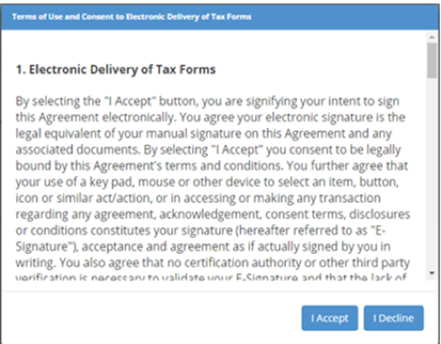 Terms of Use and Consent to Electronic Delivery of Tax Forms
1. Electronic Delivery of Tax Forms
By selecting the "I Accept" button, you are signifying your intent to sign
this Agreement electronically. You agree your electronic signature is the
legal equivalent of your manual signature on this Agreement and any
associated documents. By selecting "I Accept" you consent to be legally
bound by this Agreement's terms and conditions. You further agree that
your use of a key pad, mouse or other device to select an item, button,
icon or similar act/action, or in accessing or making any transaction
regarding any agreement, acknowledgement, consent terms, disclosures
or conditions constitutes your signature (hereafter referred to as "E-
Signature"), acceptance and agreement as if actually signed by you in
writing. You also agree that no certification authority or other third party
verification is necessary to validate your E-Signature and that the lack of
I Accept
I Decline